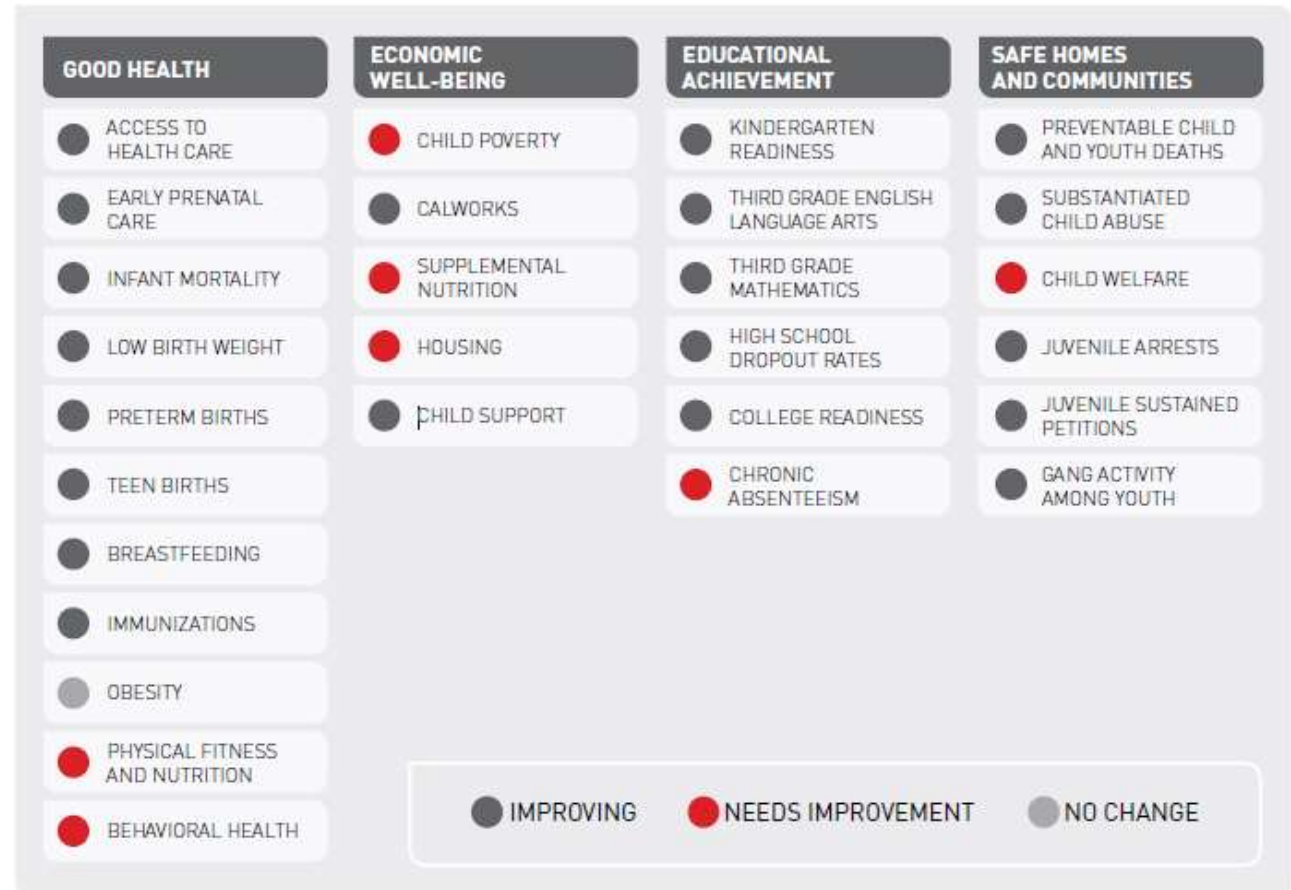 GOOD HEALTH
ACCESS TO
HEALTH CARE
EARLY PRENATAL
CARE
INFANT MORTALITY
LOW BIRTH WEIGHT
PRETERM BIRTHS
TEEN BIRTHS
BREASTFEEDING
IMMUNIZATIONS
OBESITY
PHYSICAL FITNESS
AND NUTRITION
BEHAVIORAL HEALTH
ECONOMIC
WELL-BEING
CHILD POVERTY
CALWORKS
SUPPLEMENTAL
NUTRITION
HOUSING
CHILD SUPPORT
EDUCATIONAL
ACHIEVEMENT
KINDERGARTEN
READINESS
THIRD GRADE ENGLISH
LANGUAGE ARTS
THIRD GRADE
MATHEMATICS
HIGH SCHOOL
DROPOUT RATES
COLLEGE READINESS
CHRONIC
ABSENTEEISM
SAFE HOMES
AND COMMUNITIES
PREVENTABLE CHILD
AND YOUTH DEATHS
SUBSTANTIATED
CHILD ABUSE
CHILD WELFARE
JUVENILE ARRESTS
JUVENILE SUSTAINED
PETITIONS
GANG ACTIVITY
AMONG YOUTH
IMPROVING
NEEDS IMPROVEMENT
NO CHANGE